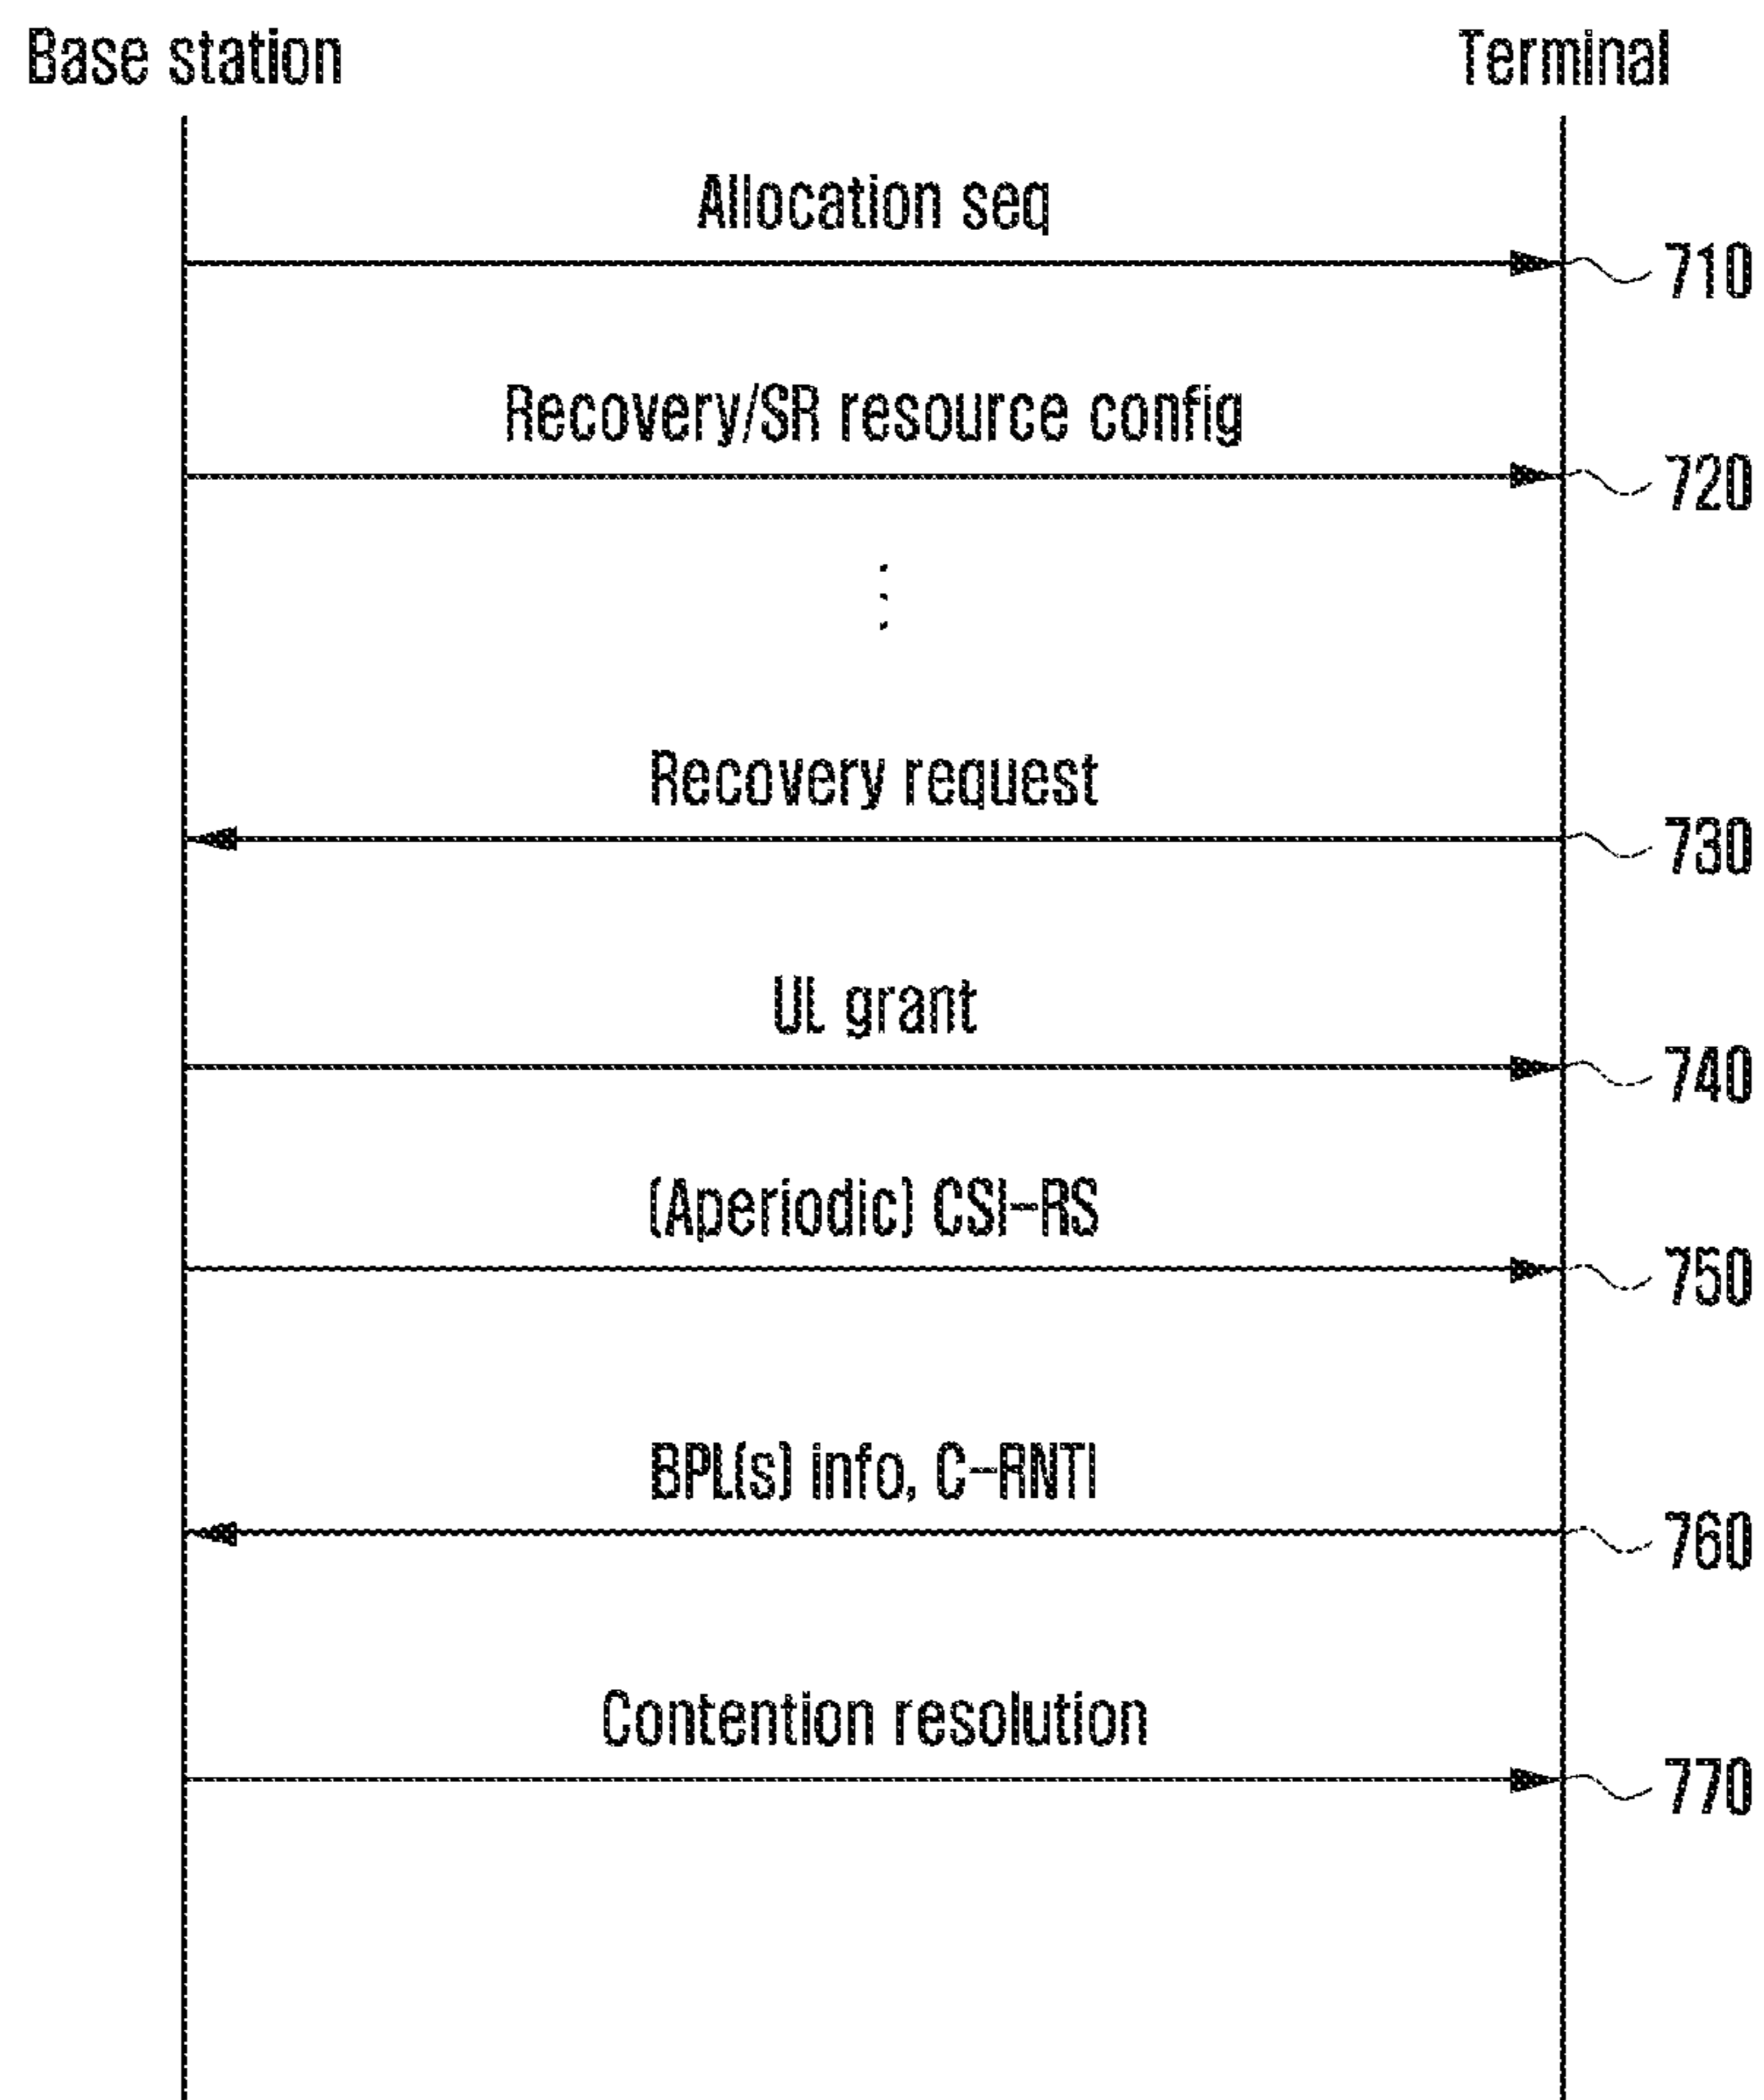 Base station Terminal
Allocation seq
710
Recovery/SR resource config
720
Recovery request
730
UL grant
740
(Aperiodic) CSI-RS
750
BPL(s) info, C-RNTI
760
Contention resolution
770